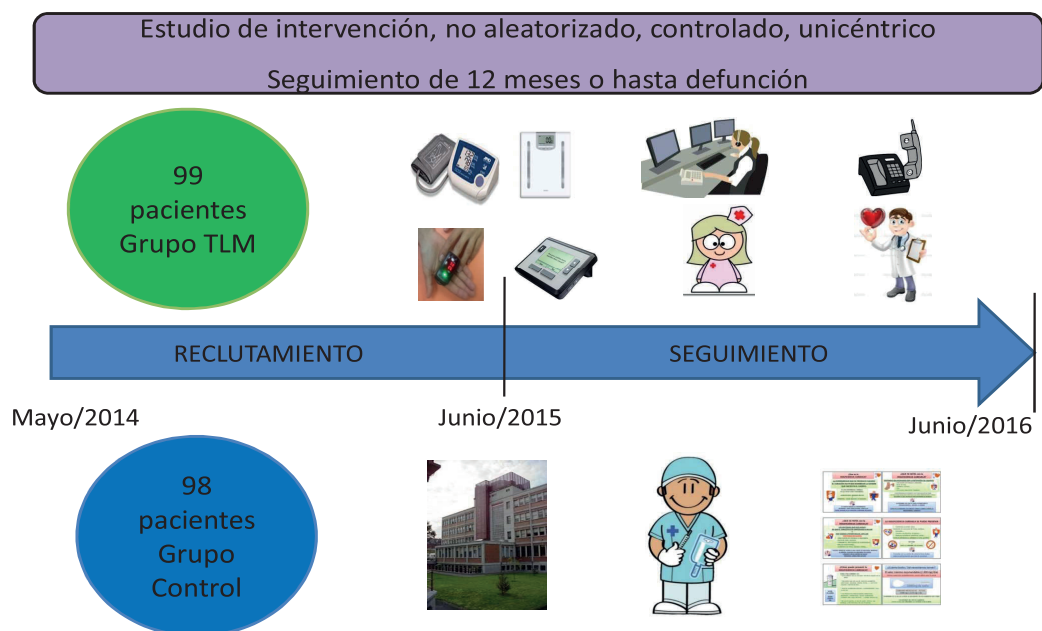 Estudio de intervención, no aleatorizado, controlado, unicéntrico
Seguimiento de 12 meses o hasta defunción
99
pacientes
Grupo TLM
RECLUTAMIENTO
SEGUIMIENTO
Mayo/2014
Junio/2015
Junio/2016
98
pacientes
Grupo
Control